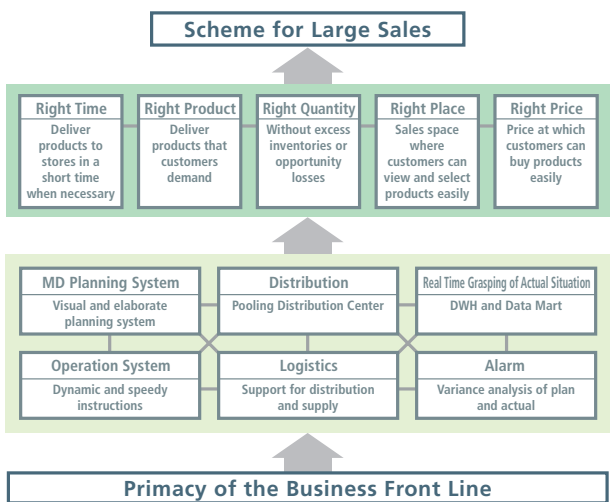 Scheme for Large Sales
Right Time
Deliver
products to
stores in a
short time
when necessary
Right Product
Deliver
products that
customers
demand
Right Quantity
Without excess
inventories or
opportunity
losses
Right Place
Sales space
where
customers can
view and select
products easily
Right Price
Price at which
customers can
buy products
easily
MD Planning System
Visual and elaborate
planning system
Distribution
Pooling Distribution Center
Real Time Grasping of Actual Situation
DWH and Data Mart
Operation System
Dynamic and speedy
instructions
Logistics
Support for distribution
and supply
Alarm
Variance analysis of plan
and actual
Primacy of the Business Front Line